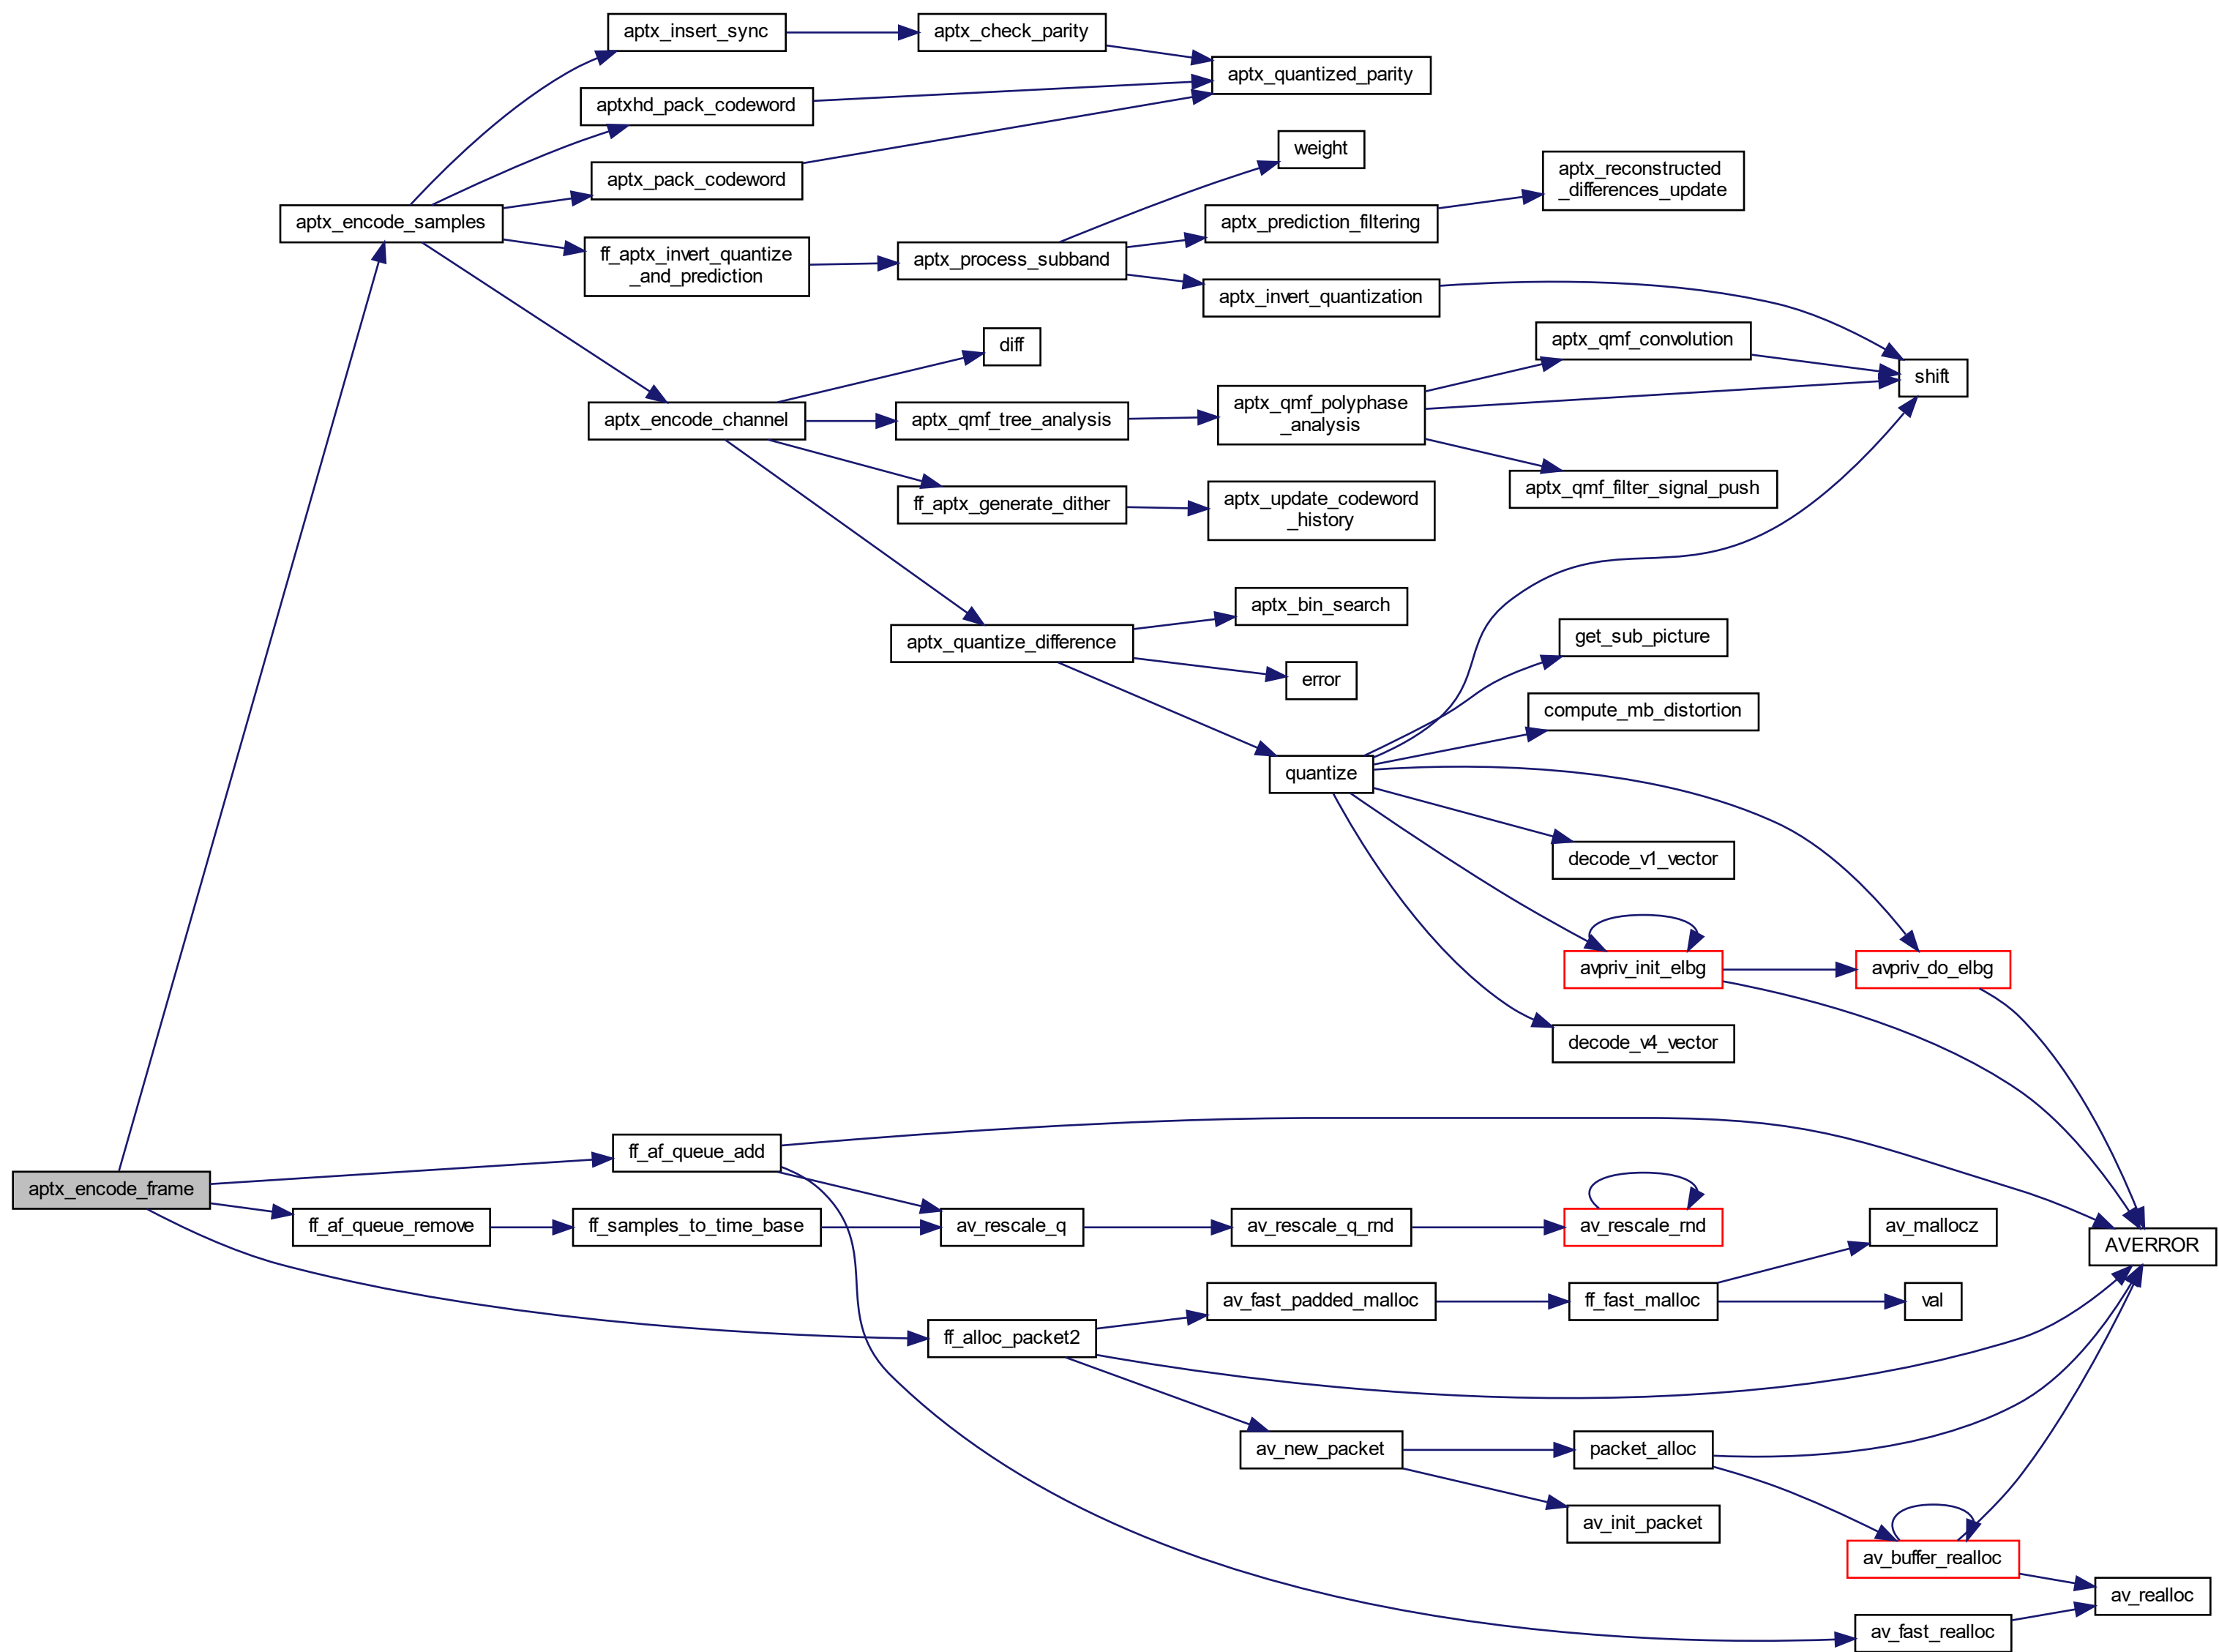 aptx_insert_sync
aptx_check_parity
aptx_quantized_parity
aptxhd_pack_codeword
weight
aptx_pack_codeword
aptx_reconstructed
_differences_update
aptx_encode_samples
aptx_prediction_filtering
ff_aptx_invert_quantize
_and_prediction
aptx_process_subband
aptx_invert_quantization
diff
aptx_qmf_convolution
shift
aptx_encode_channel
aptx_qmf_tree_analysis
aptx_qmf_polyphase
_analysis
aptx_qmf_filter_signal_push
ff_aptx_generate_dither
aptx_update_codeword
_history
aptx_bin_search
aptx_quantize_difference
get_sub_picture
error
compute_mb_distortion
quantize
decode_v1_vector
avpriv_init_elbg
avpriv_do_elbg
decode_v4_vector
ff_af_queue_add
aptx_encode_frame
ff_af_queue_remove
ff_samples_to_time_base
av_rescale_q
av_rescale_q_rnd
av_rescale_rnd
av_mallocz
AVERROR
av_fast_padded_malloc
ff_fast_malloc
val
ff_alloc_packet2
av_new_packet
packet_alloc
av_init_packet
av_buffer_realloc
av_realloc
av_fast_realloc